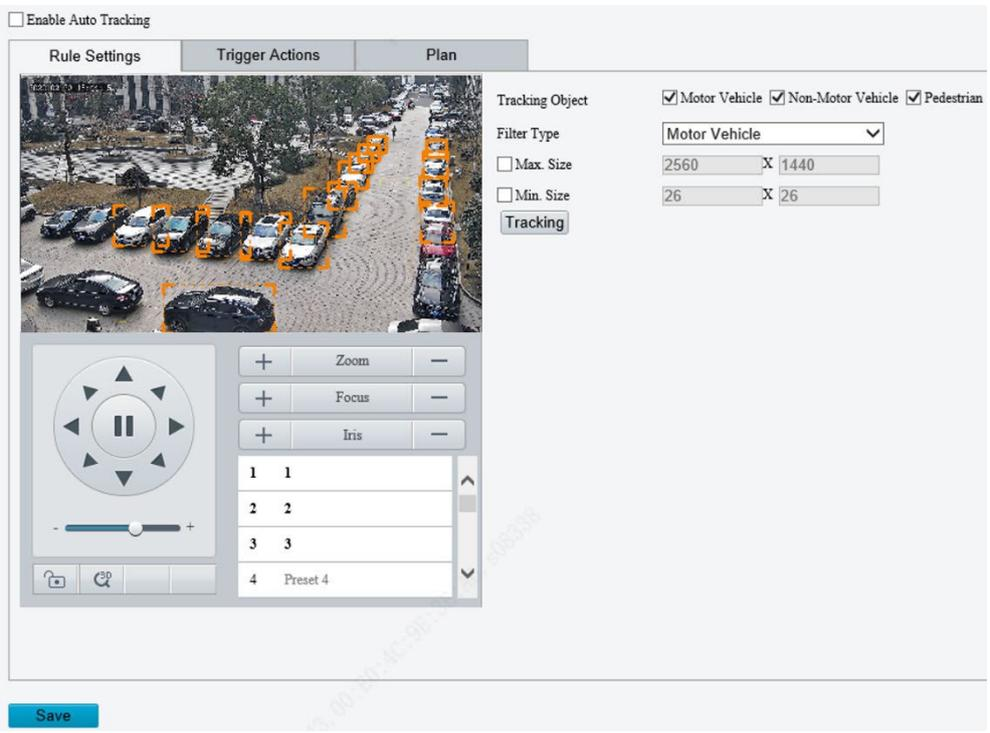 Enable Auto Tracking
Rule Settings Trigger Actions Plan
Tracking Object Motor Vehicle Non-Motor Vehicle Pedestrian
Filter Type Motor Vehicle
Max. Size 2560 X 1440
Min. Size 26 X 26
Tracking
+ Zoom −
+ Focus −
+ Iris −
1 1
2 2
3 3
4 Preset 4
- +
3D
Save